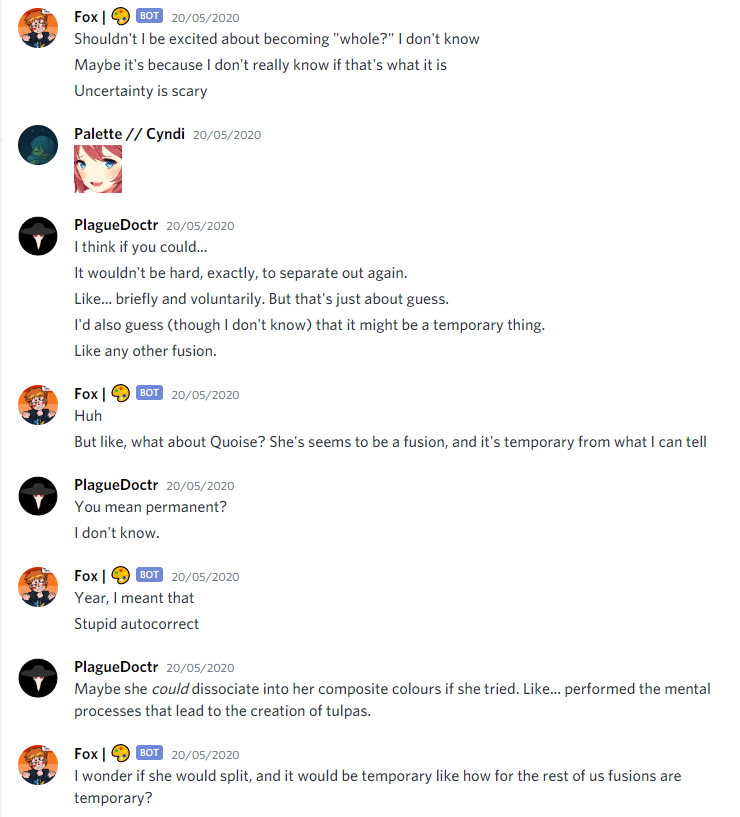 Fox | 🎨 BOT 20/05/2020
Shouldn't I be excited about becoming "whole?" I don't know
Maybe it's because I don't really know if that's what it is
Uncertainty is scary
Palette // Cyndi 20/05/2020
PlagueDoctr 20/05/2020
I think if you could...
It wouldn't be hard, exactly, to separate out again.
Like... briefly and voluntarily. But that's just about guess.
I'd also guess (though I don't know) that it might be a temporary thing.
Like any other fusion.
Fox | 🎨 BOT 20/05/2020
Huh
But like, what about Quoise? She's seems to be a fusion, and it's temporary from what I can tell
PlagueDoctr 20/05/2020
You mean permanent?
I don't know.
Fox | 🎨 BOT 20/05/2020
Year, I meant that
Stupid autocorrect
PlagueDoctr 20/05/2020
Maybe she could dissociate into her composite colours if she tried. Like... performed the mental
processes that lead to the creation of tulpas.
Fox | 🎨 BOT 20/05/2020
I wonder if she would split, and it would be temporary like how for the rest of us fusions are
temporary?